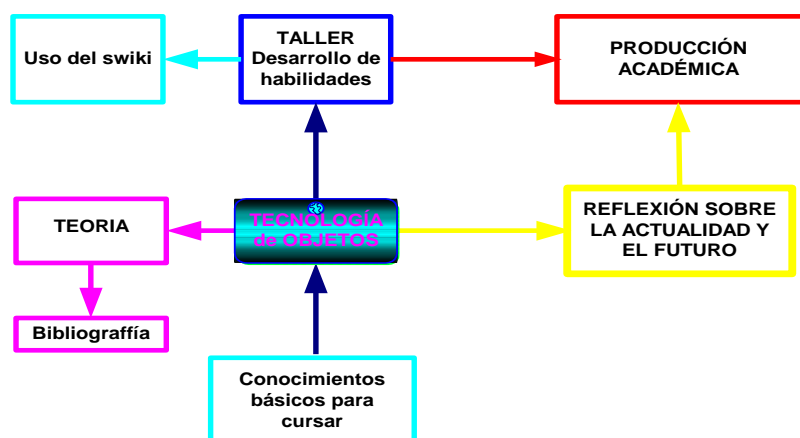 Uso del swiki
TALLER
Desarrollo de
habilidades
PRODUCCIÓN
ACADÉMICA
TEORIA
TECNOLOGÍA
de OBJETOS
REFLEXIÓN SOBRE
LA ACTUALIDAD Y
EL FUTURO
Bibliograffía
Conocimientos
básicos para
cursar